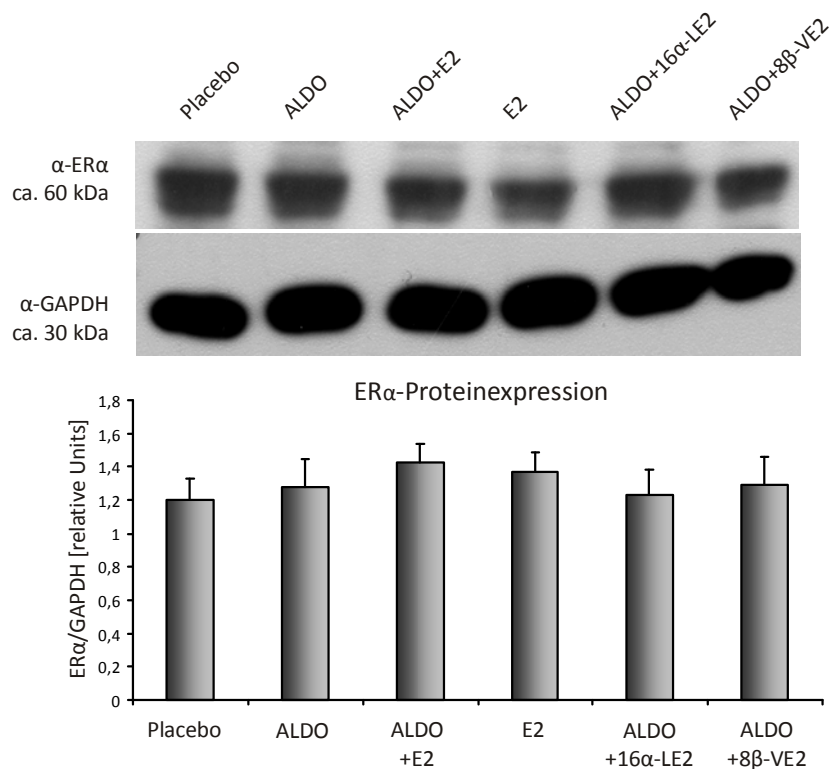 Placebo
ALDO
ALDO+E2
E2
ALDO+16α-LE2
ALDO+8β-VE2
α-ERα
ca. 60 kDa
α-GAPDH
ca. 30 kDa
ERα-Proteinexpression
ERα/GAPDH [relative Units]
1,8
1,6
1,4
1,2
1
0,8
0,6
0,4
0,2
0
Placebo
ALDO
ALDO
+E2
E2
ALDO
+16α-LE2
ALDO
+8β-VE2